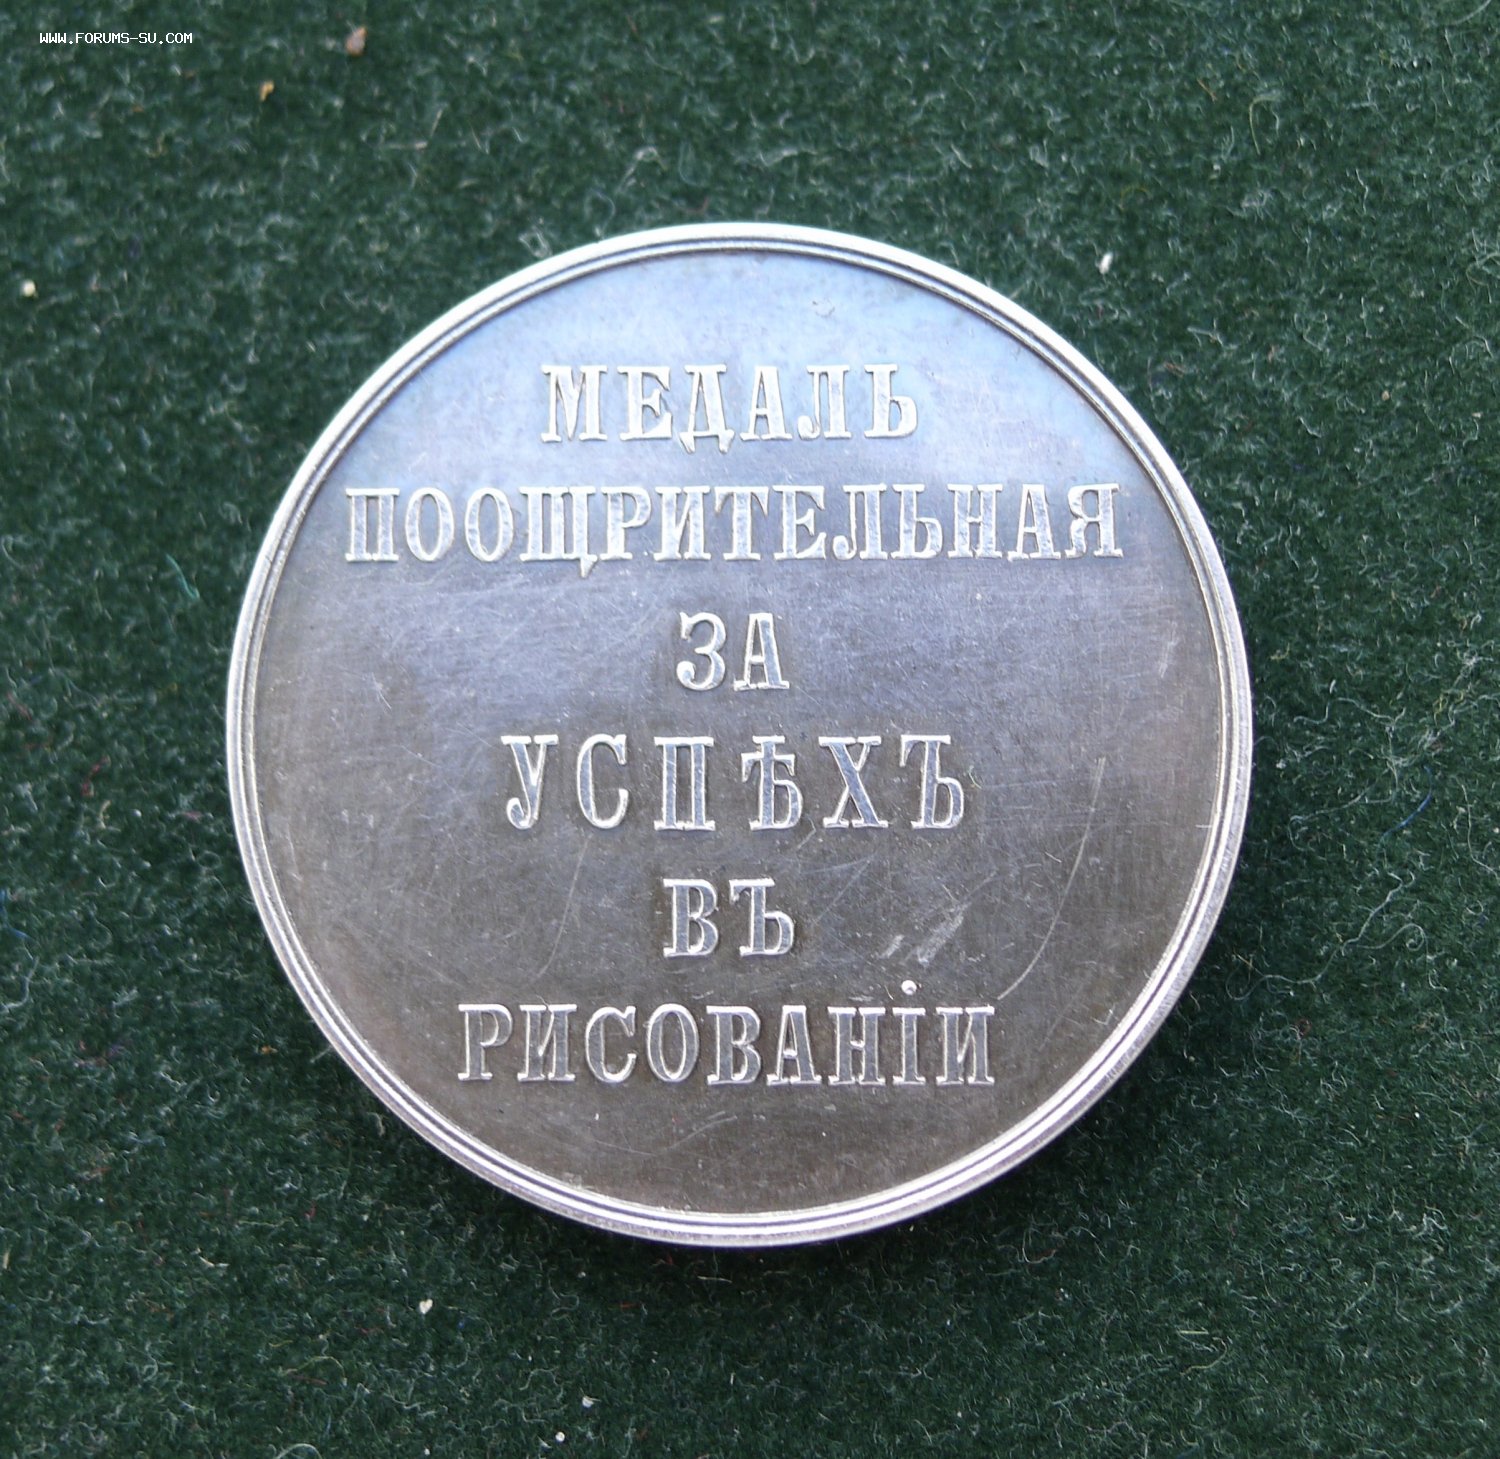 WWW.FORUMS-SU.COM
МЕДАЛЬ
ПООЩРИТЕЛЬНАЯ
ЗА
УСПѢХЪ
ВЪ
РИСОВАНІИ